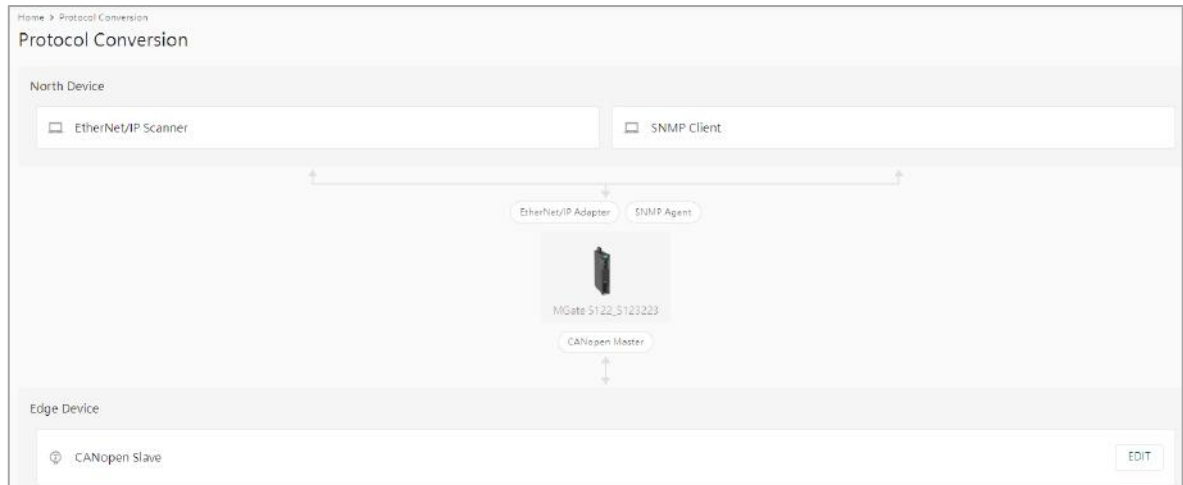 Home > Protocol Conversion
Protocol Conversion
North Device
EtherNet/IP Scanner
SNMP Client
EtherNet/IP Adapter
SNMP Agent
MGate 5122_5123223
CANopen Master
Edge Device
CANopen Slave
EDIT